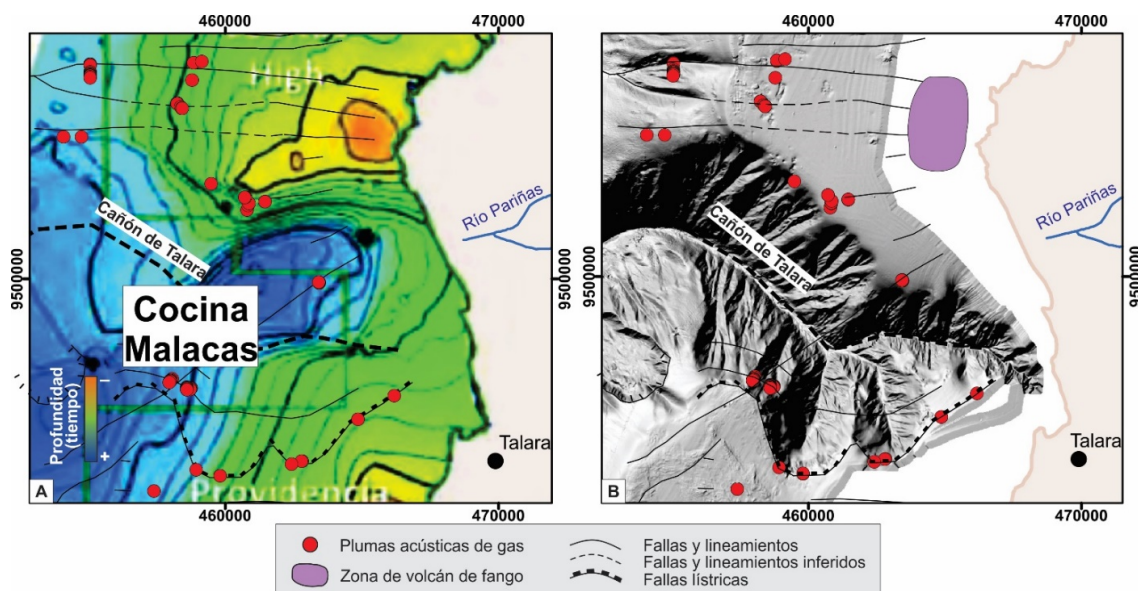 460000
470000
460000
470000
High
Río Pariñas
Cañón de Talara
9500000
Cocina
Malacas
Profundidad
(tiempo)
–
+
Talara
Providencia
A
460000
470000
Río Pariñas
Cañón de Talara
9500000
Talara
B
460000
470000
Plumas acústicas de gas
Zona de volcán de fango
Fallas y lineamientos
Fallas y lineamientos inferidos
Fallas lístricas